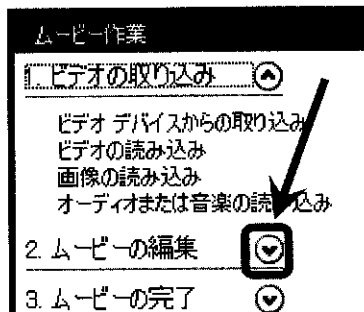 ムービー作業
1. ビデオの取り込み
ビデオ デバイスからの取り込み
ビデオの読み込み
画像の読み込み
オーディオまたは音楽の読み込み
2. ムービーの編集
3. ムービーの完了